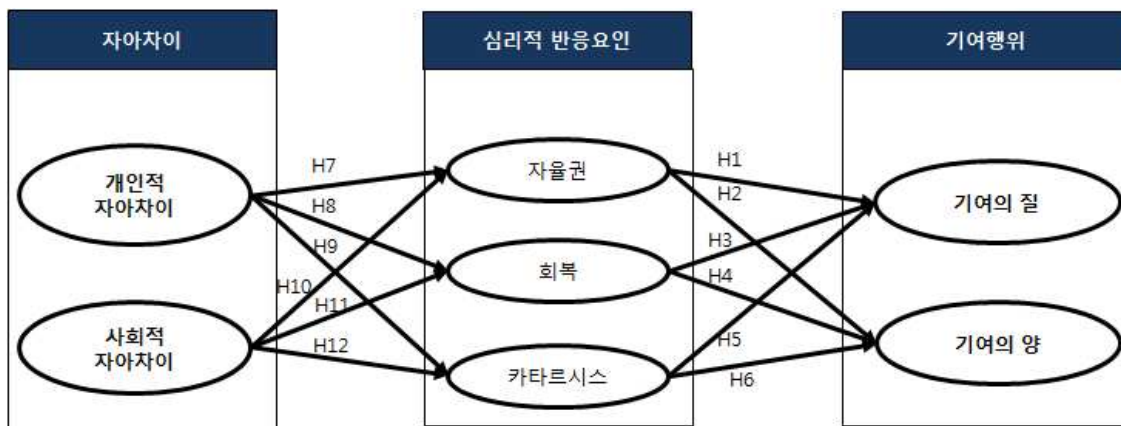 자아차이
심리적 반응요인
기여행위
개인적
자아차이
사회적
자아차이
H7
H8
H9
H10
H11
H12
자율권
회복
카타르시스
H1
H2
H3
H4
H5
H6
기여의 질
기여의 양